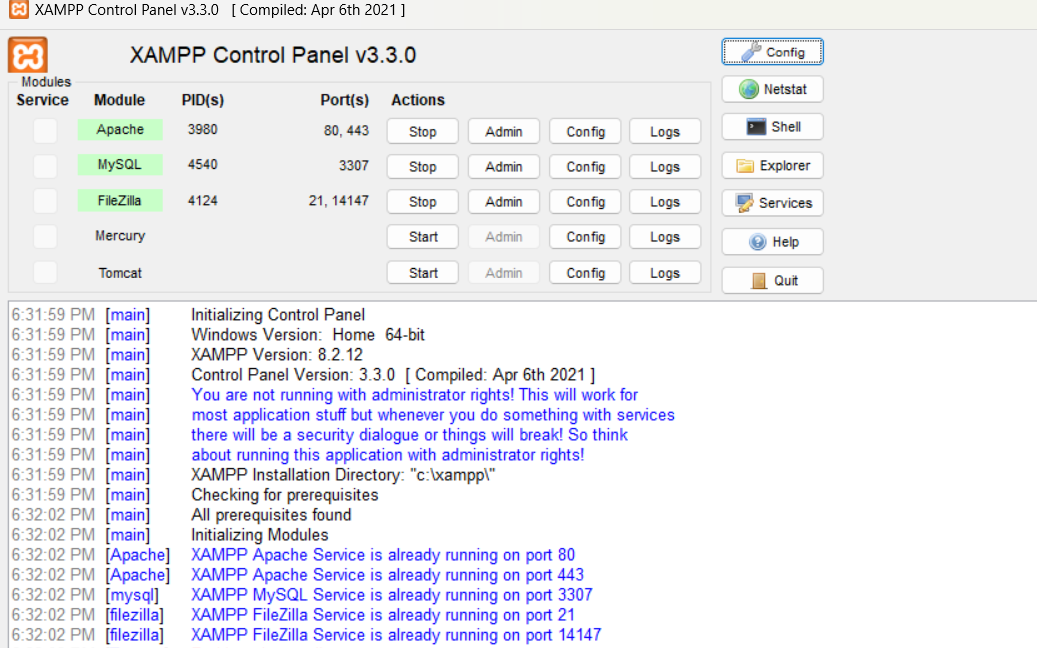 XAMPP Control Panel v3.3.0 [ Compiled: Apr 6th 2021 ]
XAMPP Control Panel v3.3.0
Config
Modules
Service Module PID(s) Port(s) Actions
Netstat
Apache 3980 80, 443 Stop Admin Config Logs
Shell
MySQL 4540 3307 Stop Admin Config Logs
Explorer
FileZilla 4124 21, 14147 Stop Admin Config Logs
Services
Mercury Start Admin Config Logs
Help
Tomcat Start Admin Config Logs
Quit
6:31:59 PM [main] Initializing Control Panel
6:31:59 PM [main] Windows Version: Home 64-bit
6:31:59 PM [main] XAMPP Version: 8.2.12
6:31:59 PM [main] Control Panel Version: 3.3.0 [ Compiled: Apr 6th 2021 ]
6:31:59 PM [main] You are not running with administrator rights! This will work for
6:31:59 PM [main] most application stuff but whenever you do something with services
6:31:59 PM [main] there will be a security dialogue or things will break! So think
6:31:59 PM [main] about running this application with administrator rights!
6:31:59 PM [main] XAMPP Installation Directory: "c:\xampp\"
6:31:59 PM [main] Checking for prerequisites
6:32:02 PM [main] All prerequisites found
6:32:02 PM [main] Initializing Modules
6:32:02 PM [Apache] XAMPP Apache Service is already running on port 80
6:32:02 PM [Apache] XAMPP Apache Service is already running on port 443
6:32:02 PM [mysql] XAMPP MySQL Service is already running on port 3307
6:32:02 PM [filezilla] XAMPP FileZilla Service is already running on port 21
6:32:02 PM [filezilla] XAMPP FileZilla Service is already running on port 14147